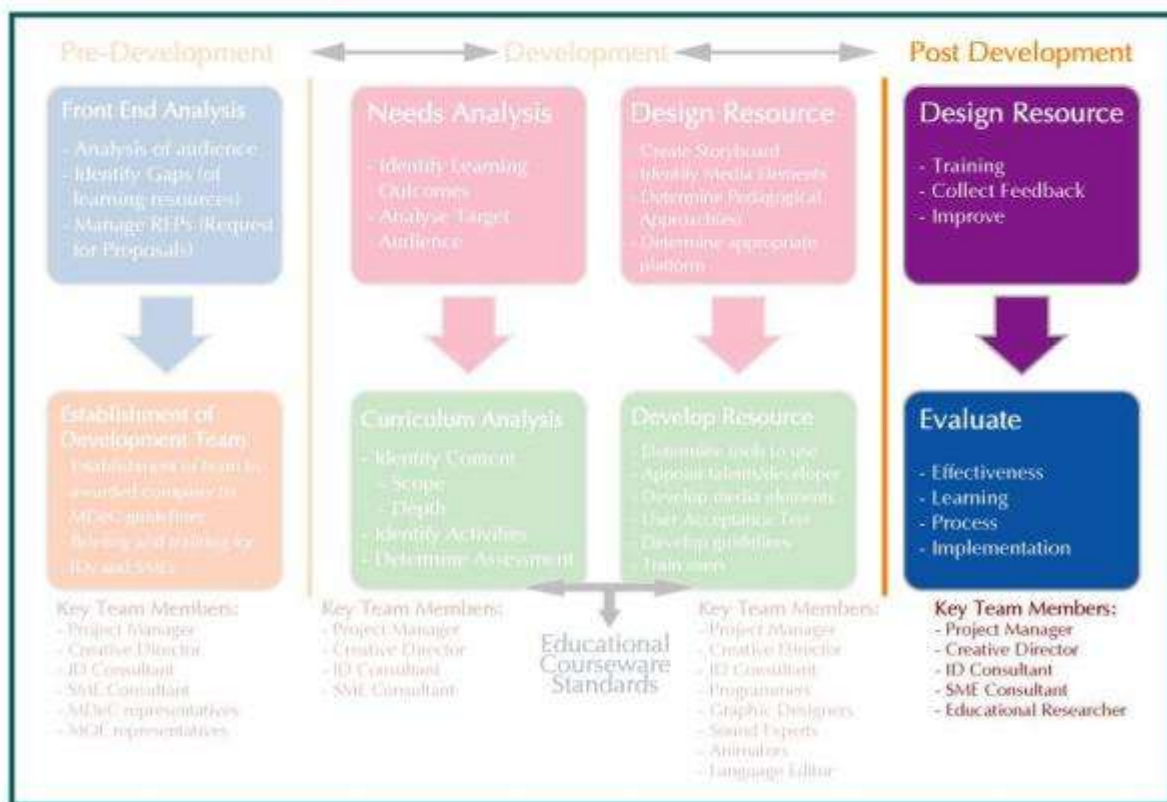 Pre-Development
Development
Post Development
Front End Analysis
- Analysis of audience
- Identify Gaps (of
learning resources)
- Manage RFPs (Request
for Proposals)
Needs Analysis
- Identify Learning
Outcomes
- Analyse Target
Audience
Design Resource
- Create Storyboard
- Identify Media Elements
- Determine Pedagogical
- Determine appropriate
platform
Design Resource
- Training
- Collect Feedback
- Improve
Establishment of
Development Team
Establishment of team by
awarded company to
MDeC guidelines
Briefing and training for
IDs and SMEs
Curriculum Analysis
- Identify Content
- Scope
- Depth
- Identify Activities
- Determine Assessment
Develop Resource
- Determine tools to use
- Appoint talents/developer
- Develop media elements
- User Acceptance Test
- Develop guidelines
- Train users
Evaluate
- Effectiveness
- Learning
- Process
- Implementation
Key Team Members:
- Project Manager
- Creative Director
- ID Consultant
- SME Consultant
- MDeC representatives
- MOE representatives
Key Team Members:
- Project Manager
- Creative Director
- ID Consultant
- SME Consultant
Educational
Courseware
Standards
Key Team Members:
- Project Manager
- Creative Director
- ID Consultant
- Programmers
- Graphic Designers
- Sound Experts
- Animators
- Language Editor
Key Team Members:
- Project Manager
- Creative Director
- ID Consultant
- SME Consultant
- Educational Researcher